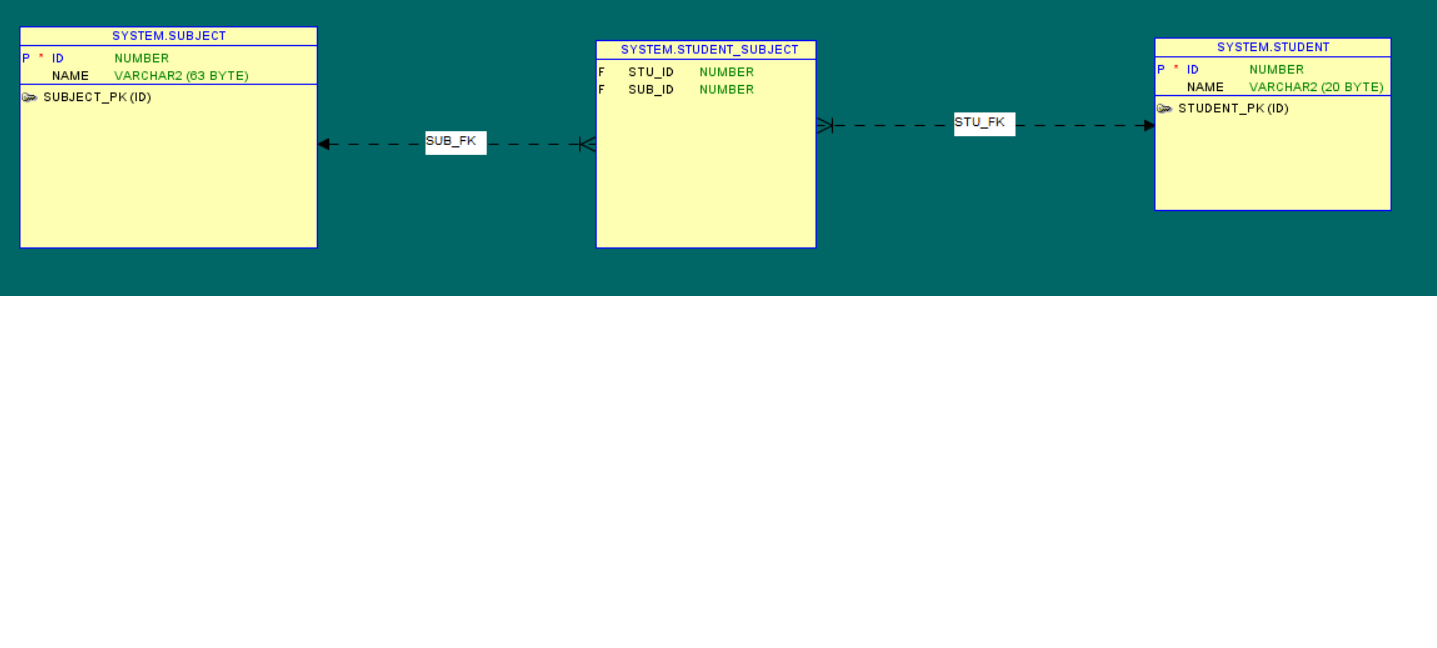 SYSTEM.SUBJECT
P * ID NUMBER
NAME VARCHAR2 (63 BYTE)
SUBJECT_PK (ID)
SUB_FK
SYSTEM.STUDENT_SUBJECT
F STU_ID NUMBER
F SUB_ID NUMBER
STU_FK
SYSTEM.STUDENT
P * ID NUMBER
NAME VARCHAR2 (20 BYTE)
STUDENT_PK (ID)